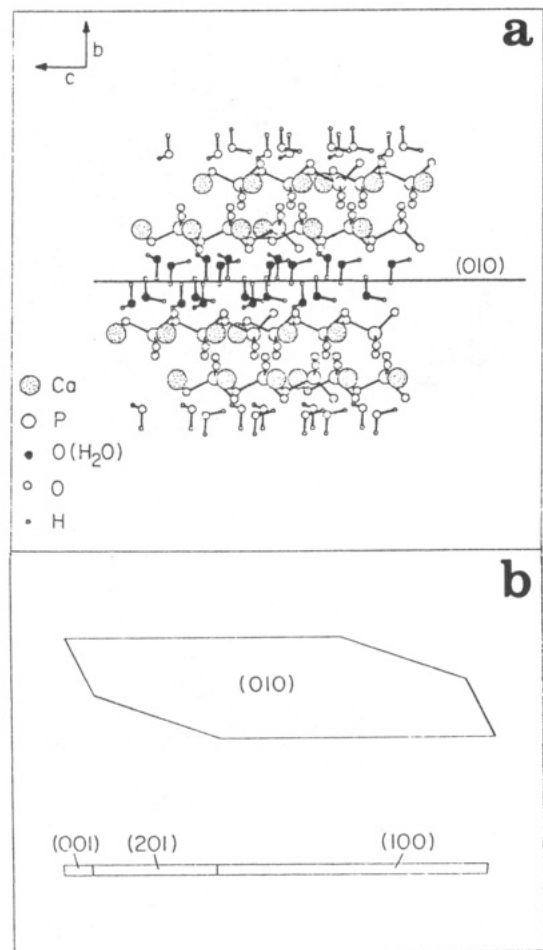 a
b
c
(010)
Ca
P
O(H₂O)
O
H
b
(010)
(001) (201) (100)